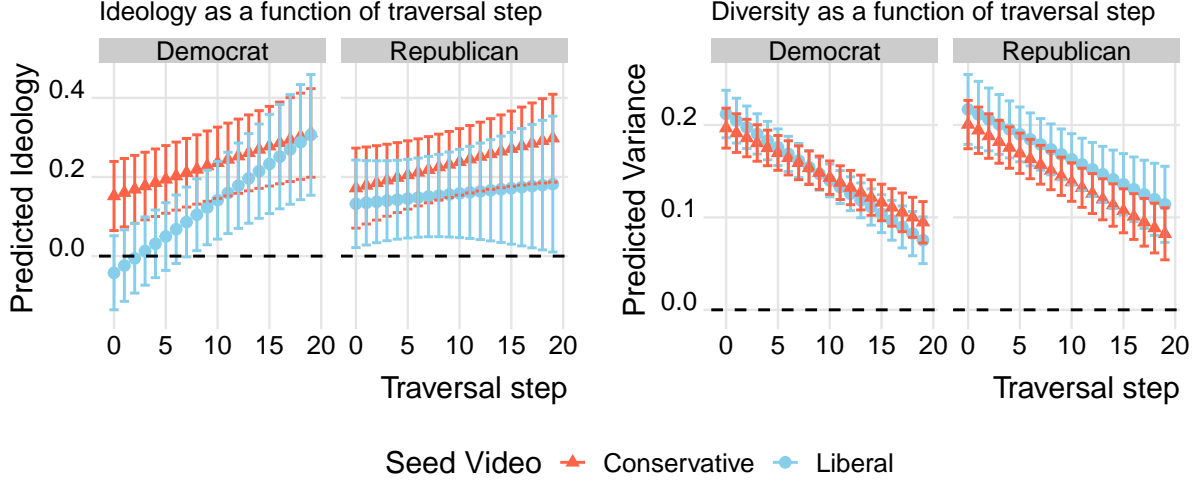 Ideology as a function of traversal step
Democrat Republican
Predicted Ideology
0.4
0.2
0.0
0 5 10 15 20 0 5 10 15 20
Traversal step
Diversity as a function of traversal step
Democrat Republican
Predicted Variance
0.2
0.1
0.0
0 5 10 15 20 0 5 10 15 20
Traversal step
Seed Video Conservative Liberal